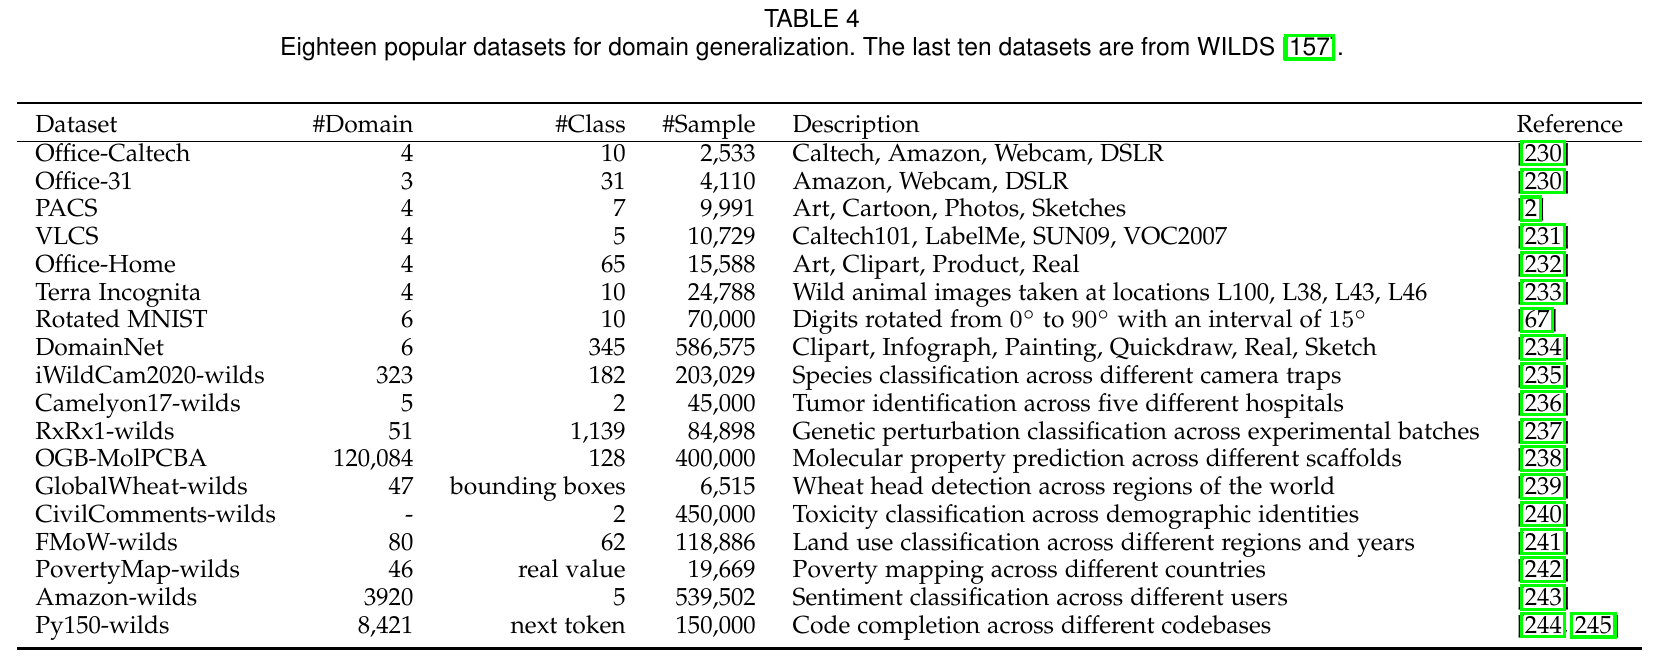 TABLE 4
Eighteen popular datasets for domain generalization. The last ten datasets are from WILDS [157].
Dataset #Domain #Class #Sample Description Reference
Office-Caltech 4 10 2,533 Caltech, Amazon, Webcam, DSLR [230]
Office-31 3 31 4,110 Amazon, Webcam, DSLR [230]
PACS 4 7 9,991 Art, Cartoon, Photos, Sketches [2]
VLCS 4 5 10,729 Caltech101, LabelMe, SUN09, VOC2007 [231]
Office-Home 4 65 15,588 Art, Clipart, Product, Real [232]
Terra Incognita 4 10 24,788 Wild animal images taken at locations L100, L38, L43, L46 [233]
Rotated MNIST 6 10 70,000 Digits rotated from 0° to 90° with an interval of 15° [67]
DomainNet 6 345 586,575 Clipart, Infograph, Painting, Quickdraw, Real, Sketch [234]
iWildCam2020-wilds 323 182 203,029 Species classification across different camera traps [235]
Camelyon17-wilds 5 2 45,000 Tumor identification across five different hospitals [236]
RxRx1-wilds 51 1,139 84,898 Genetic perturbation classification across experimental batches [237]
OGB-MolPCBA 120,084 128 400,000 Molecular property prediction across different scaffolds [238]
GlobalWheat-wilds 47 bounding boxes 6,515 Wheat head detection across regions of the world [239]
CivilComments-wilds - 2 450,000 Toxicity classification across demographic identities [240]
FMoW-wilds 80 62 118,886 Land use classification across different regions and years [241]
PovertyMap-wilds 46 real value 19,669 Poverty mapping across different countries [242]
Amazon-wilds 3920 5 539,502 Sentiment classification across different users [243]
Py150-wilds 8,421 next token 150,000 Code completion across different codebases [244, 245]